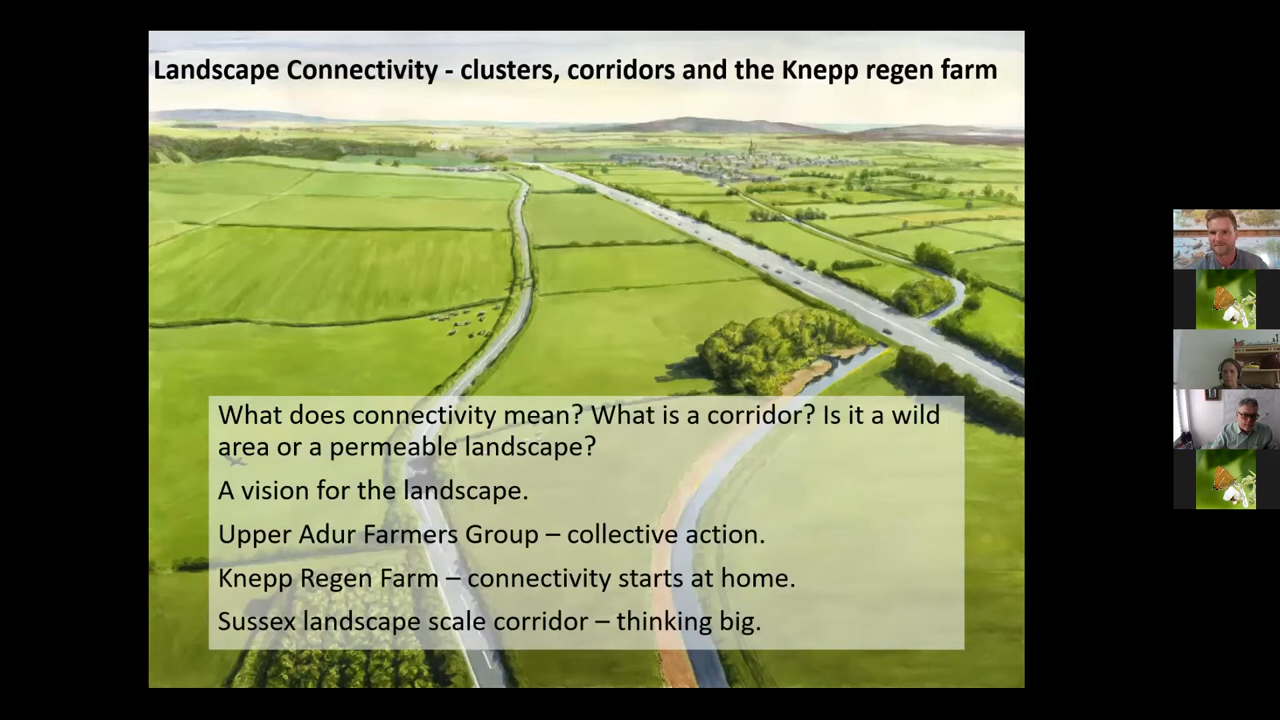 Landscape Connectivity - clusters, corridors and the Knepp regen farm
What does connectivity mean? What is a corridor? Is it a wild
area or a permeable landscape?
A vision for the landscape.
Upper Adur Farmers Group – collective action.
Knepp Regen Farm – connectivity starts at home.
Sussex landscape scale corridor – thinking big.